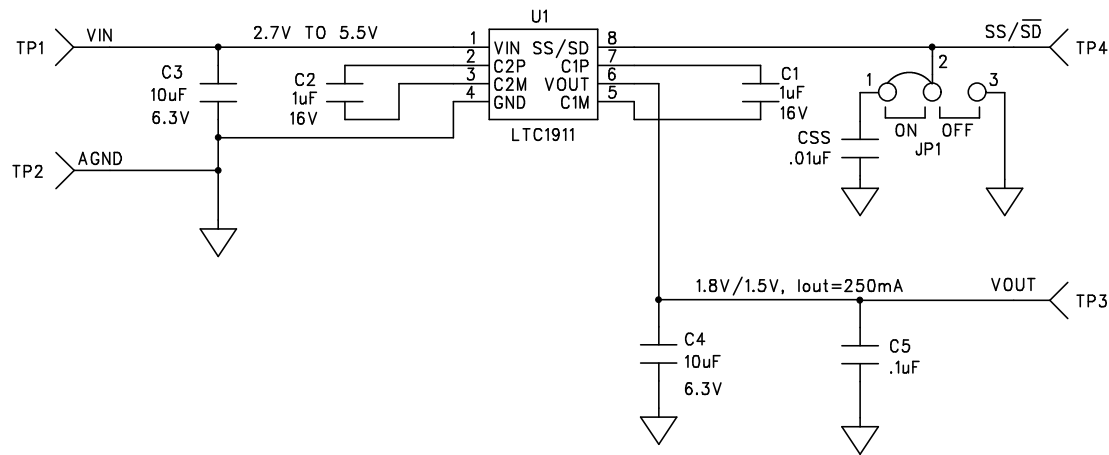 U1
TP1
VIN
2.7V TO 5.5V
1
VIN SS/SD
8
SS/S̅D̅
TP4
2
C2P
C1P
7
3
C2M
VOUT
6
4
GND
C1M
5
LTC1911
C3
10uF
6.3V
C2
1uF
16V
C1
1uF
16V
1
2
3
ON
OFF
JP1
CSS
.01uF
TP2
AGND
1.8V/1.5V, Iout=250mA
VOUT
TP3
C4
10uF
6.3V
C5
.1uF